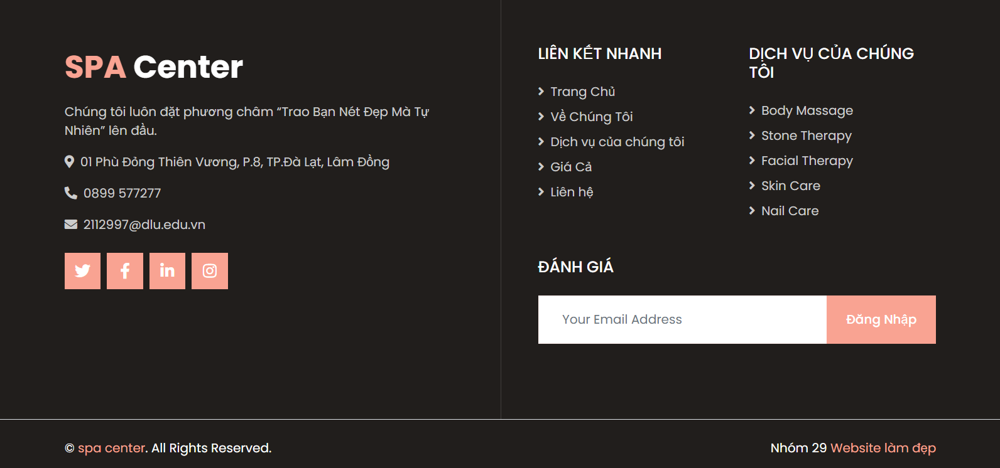 SPA Center
Chúng tôi luôn đặt phương châm “Trao Bạn Nét Đẹp Mà Tự
Nhiên” lên đầu.
01 Phù Đỏng Thiên Vương, P.8, TP.Đà Lạt, Lâm Đồng
0899 577277
2112997@dlu.edu.vn
LIÊN KẾT NHANH
Trang Chủ
Về Chúng Tôi
Dịch vụ của chúng tôi
Giá Cả
Liên hệ
DỊCH VỤ CỦA CHÚNG
TÔI
Body Massage
Stone Therapy
Facial Therapy
Skin Care
Nail Care
ĐÁNH GIÁ
Your Email Address
Đăng Nhập
© spa center. All Rights Reserved.
Nhóm 29 Website làm đẹp